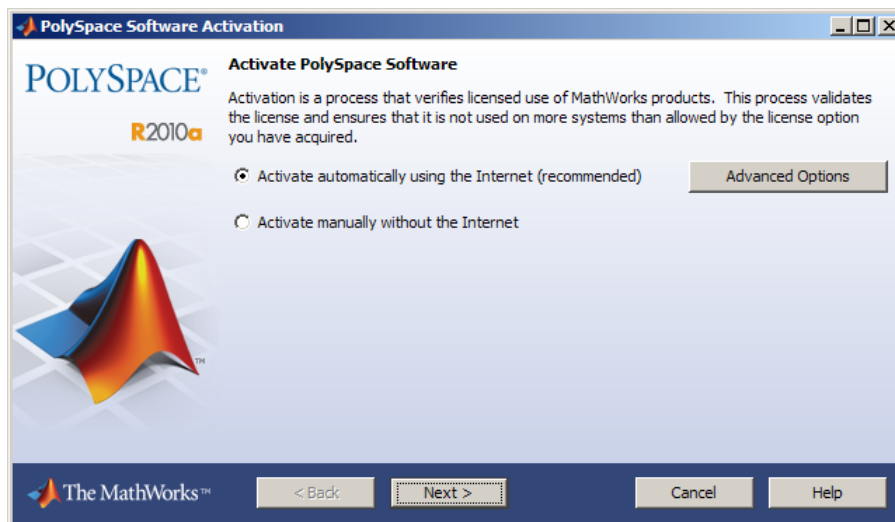 PolySpace Software Activation
POLYSPACE®
R2010a
Activate PolySpace Software
Activation is a process that verifies licensed use of MathWorks products. This process validates
the license and ensures that it is not used on more systems than allowed by the license option
you have acquired.
Activate automatically using the Internet (recommended)
Advanced Options
Activate manually without the Internet
TM
The MathWorks™
< Back
Next >
Cancel
Help